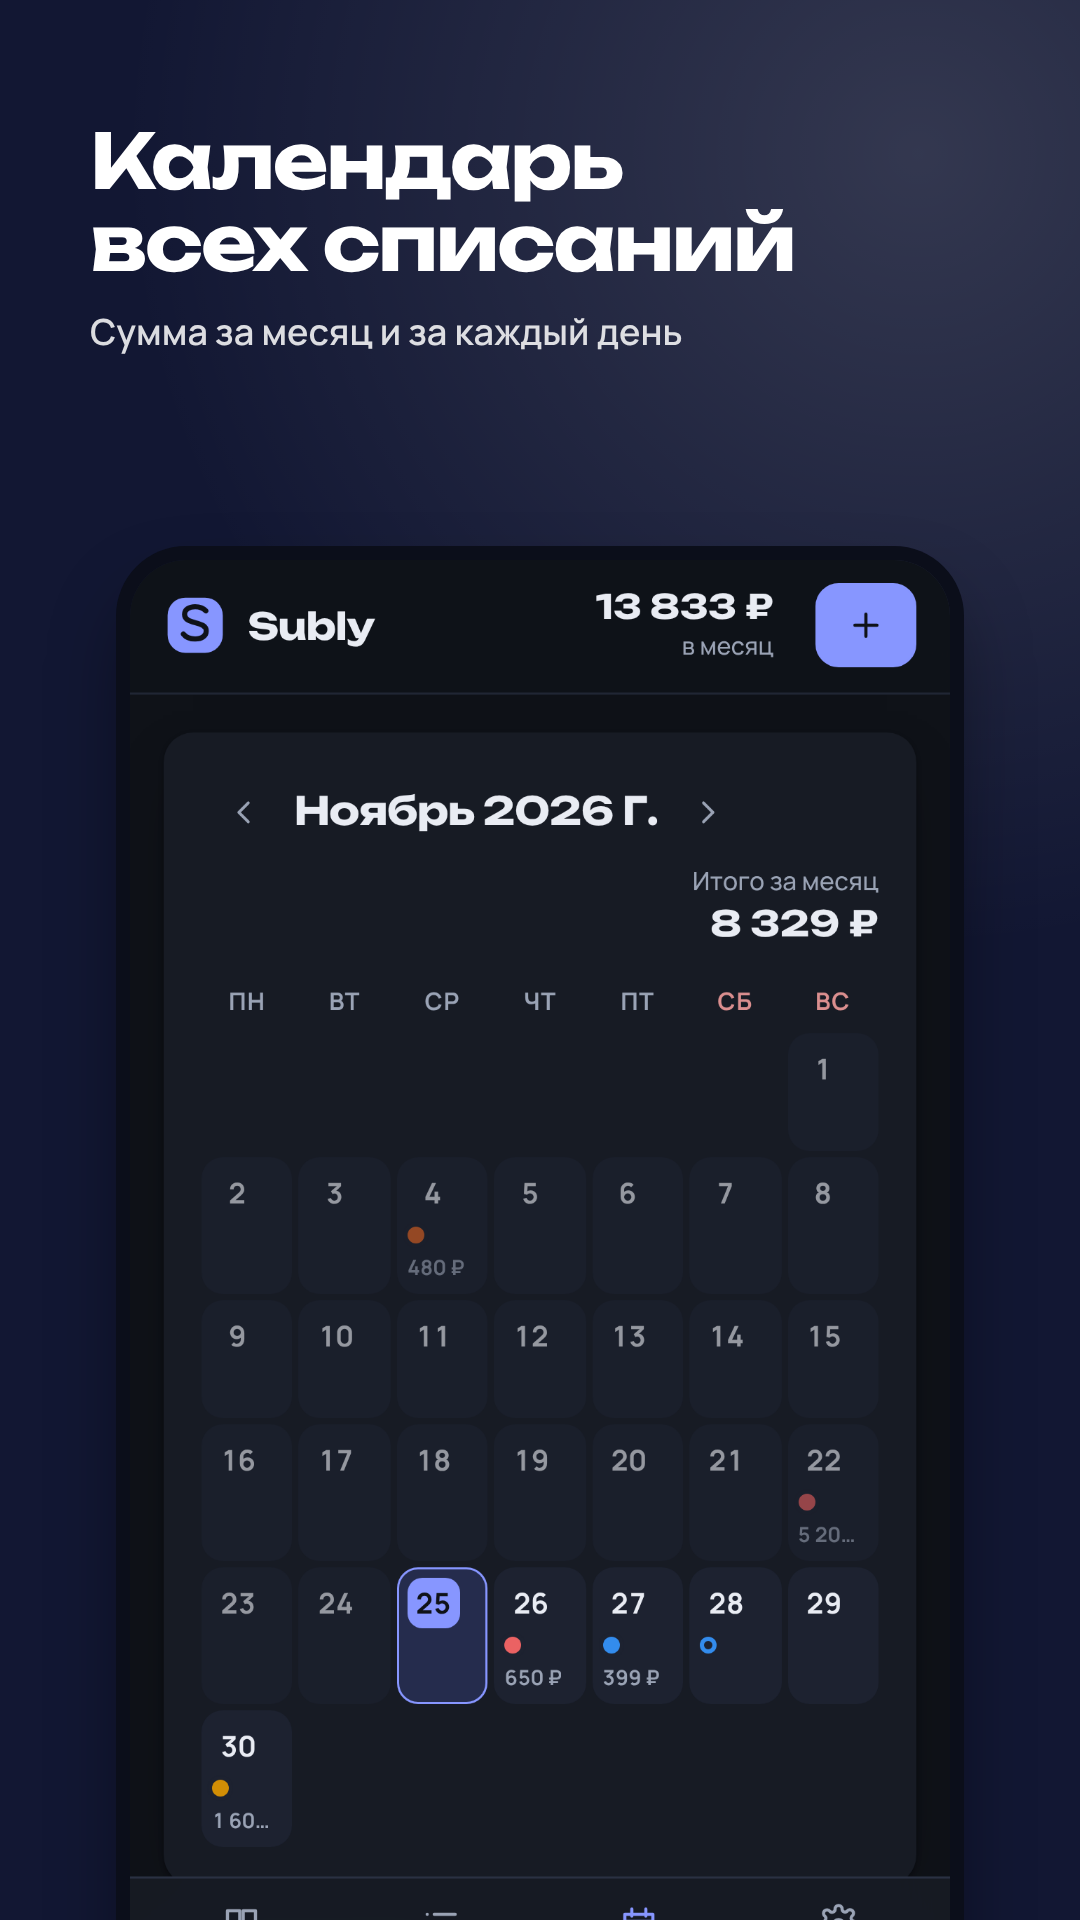 Календарь
всех списаний
Сумма за месяц и за каждый день
S Subly
13 833 ₽
в месяц
+
Ноябрь 2026 Г.
Итого за месяц
8 329 ₽
ПН ВТ СР ЧТ ПТ СБ ВС
1
2 3 4 5 6 7 8
480 ₽
9 10 11 12 13 14 15
16 17 18 19 20 21 22
5 20...
23 24 25 26 27 28 29
650 ₽ 399 ₽
30
1 60...